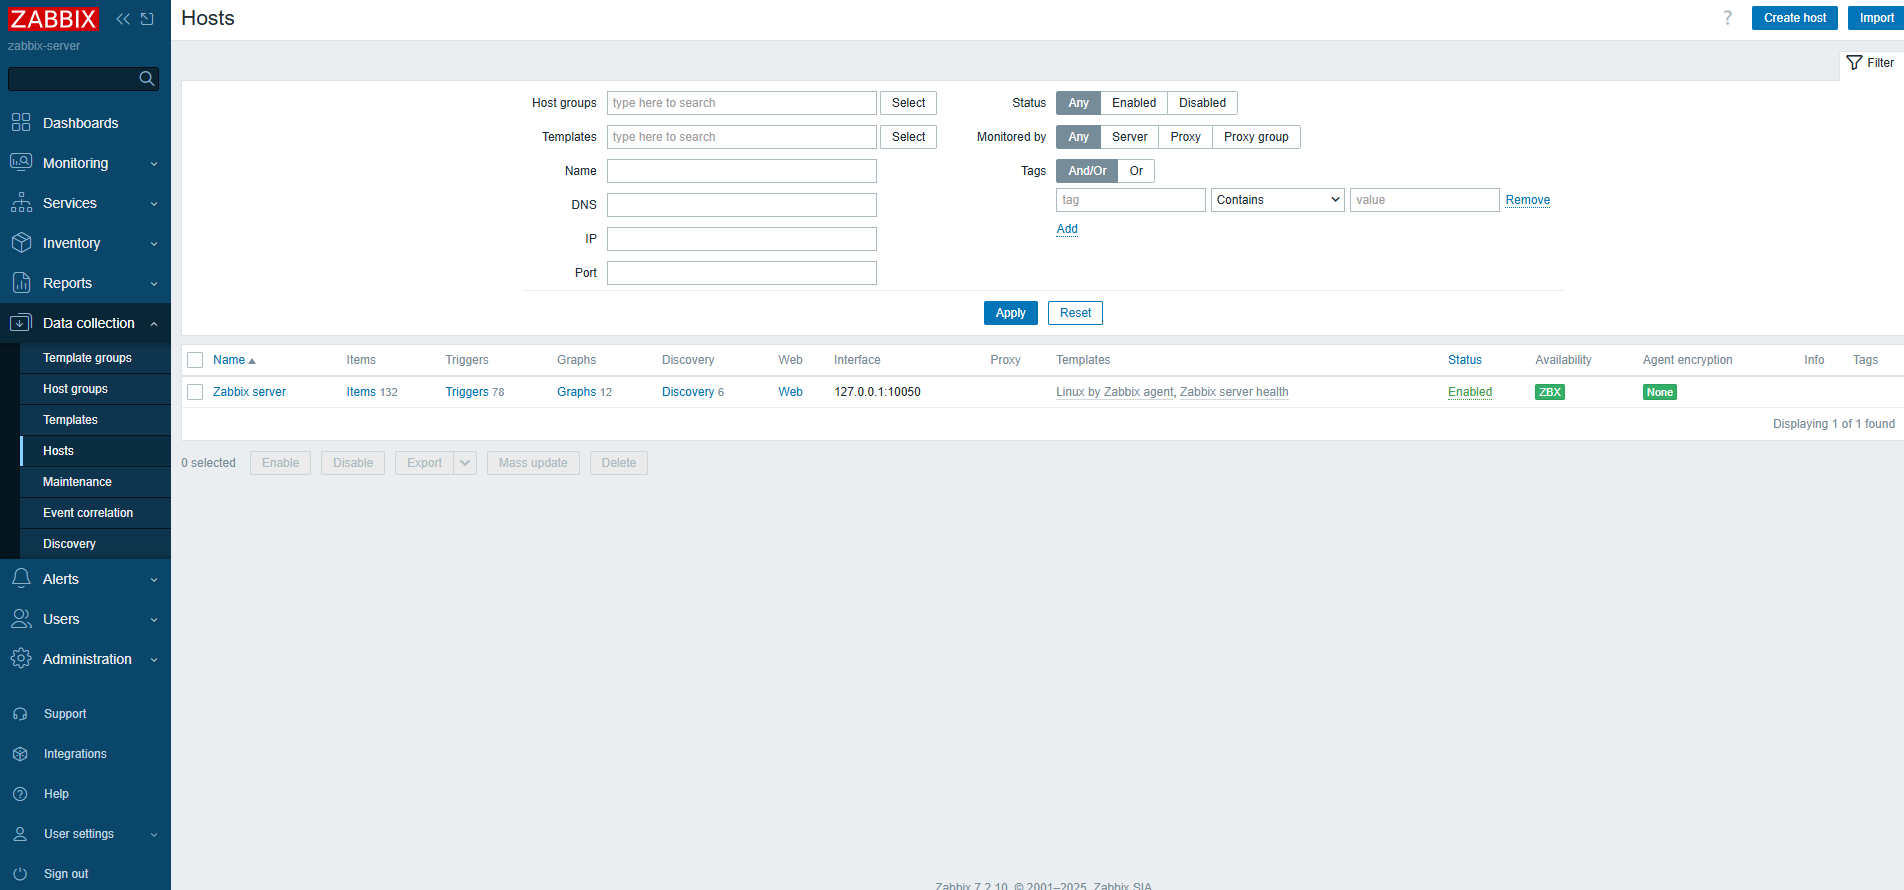 ZABBIX
zabbix-server
Dashboards
Monitoring
Services
Inventory
Reports
Data collection
Template groups
Host groups
Templates
Hosts
Maintenance
Event correlation
Discovery
Alerts
Users
Administration
Support
Integrations
Help
User settings
Sign out
Hosts
? Create host Import
Filter
Host groups type here to search Select
Templates type here to search Select
Name
DNS
IP
Port
Status Any Enabled Disabled
Monitored by Any Server Proxy Proxy group
Tags And/Or Or
tag Contains value Remove
Add
Apply Reset
Name Items Triggers Graphs Discovery Web Interface Proxy Templates Status Availability Agent encryption Info Tags
Zabbix server Items 132 Triggers 78 Graphs 12 Discovery 6 Web 127.0.0.1:10050 Linux by Zabbix agent, Zabbix server health Enabled ZBX None
Displaying 1 of 1 found
0 selected Enable Disable Export Mass update Delete
Zabbix 7.2.10. © 2001–2025, Zabbix SIA